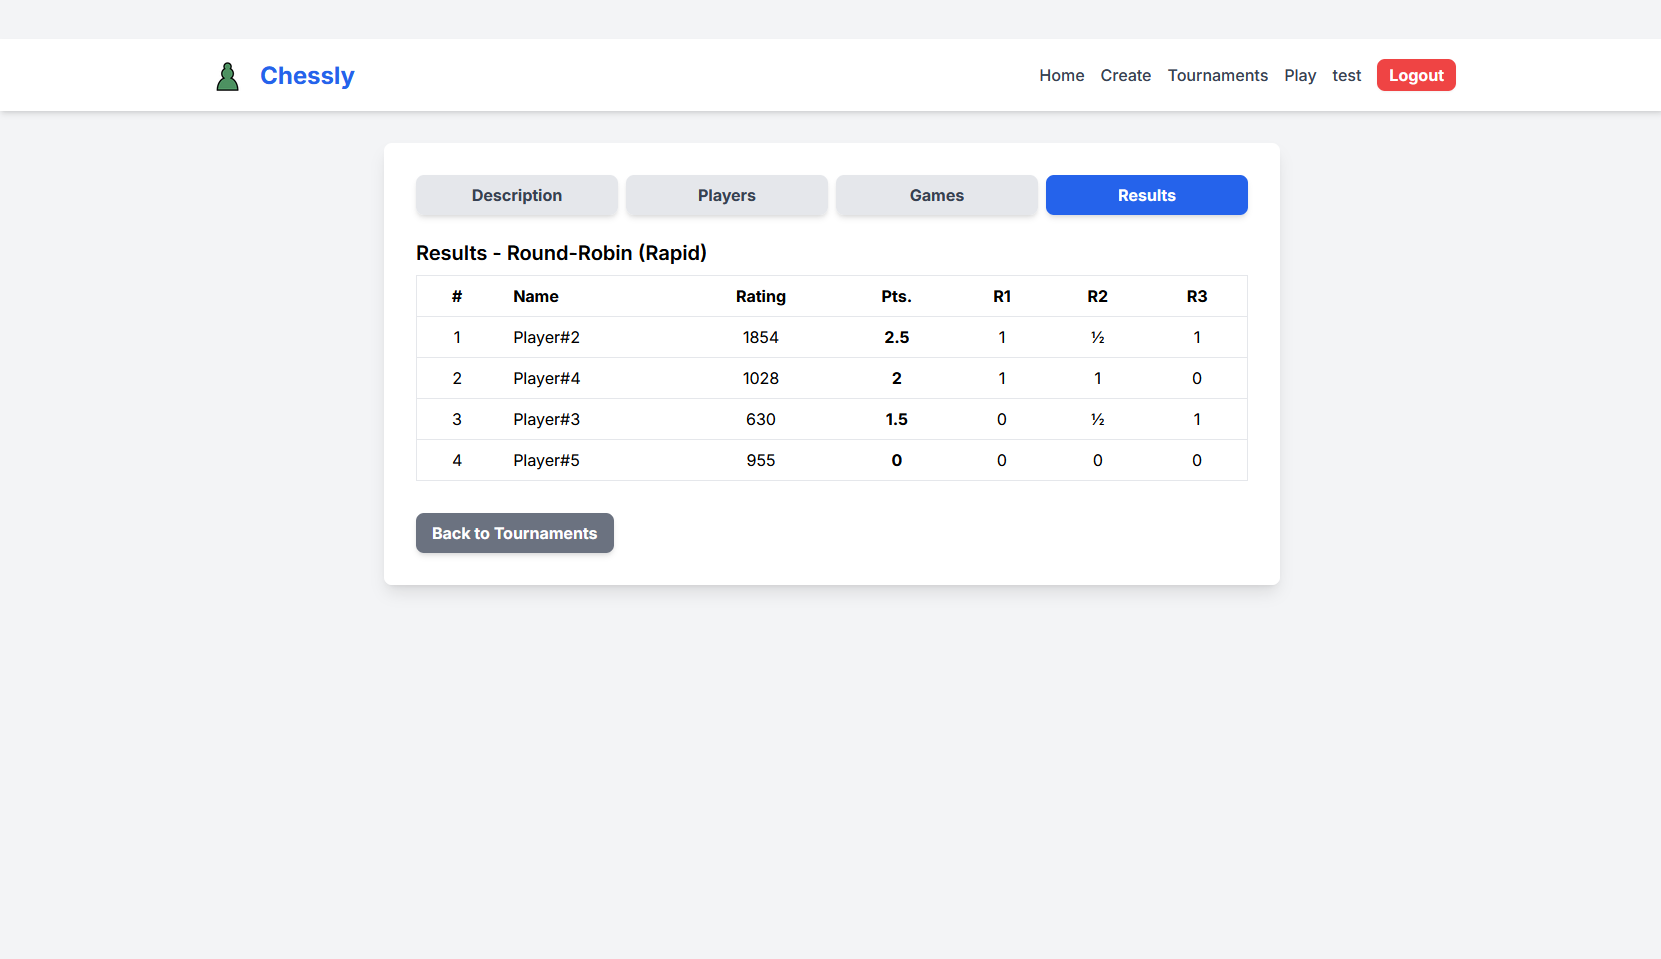 Chessly
Home Create Tournaments Play test Logout
Description Players Games Results
Results - Round-Robin (Rapid)
# Name Rating Pts. R1 R2 R3
1 Player#2 1854 2.5 1 ½ 1
2 Player#4 1028 2 1 1 0
3 Player#3 630 1.5 0 ½ 1
4 Player#5 955 0 0 0 0
Back to Tournaments